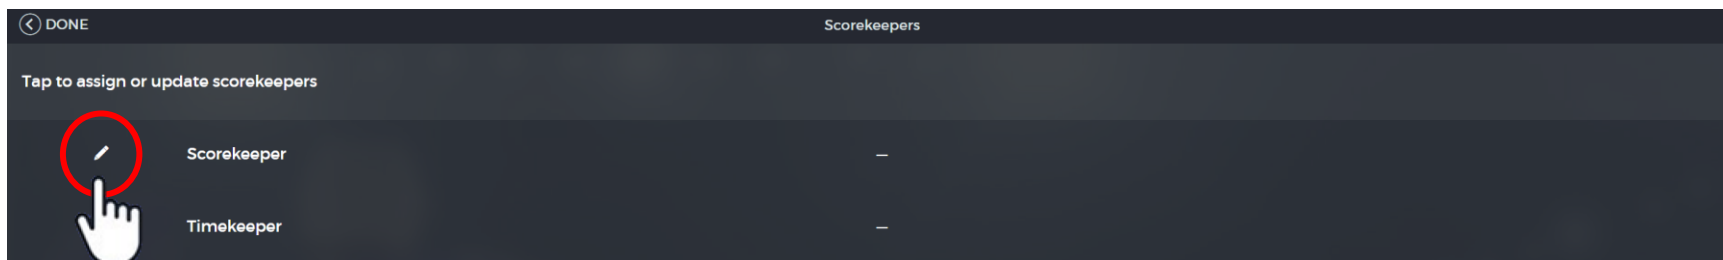 DONE
Scorekeepers
Tap to assign or update scorekeepers
Scorekeeper –
Timekeeper –